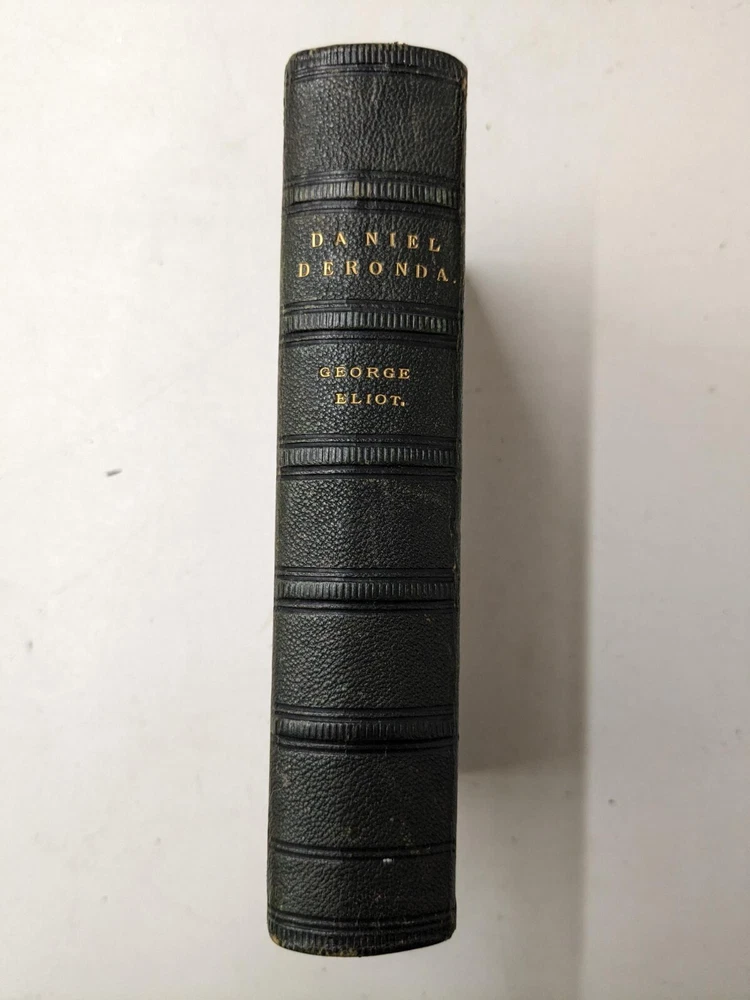 DANIEL
DERONDA.
GEORGE
ELIOT.